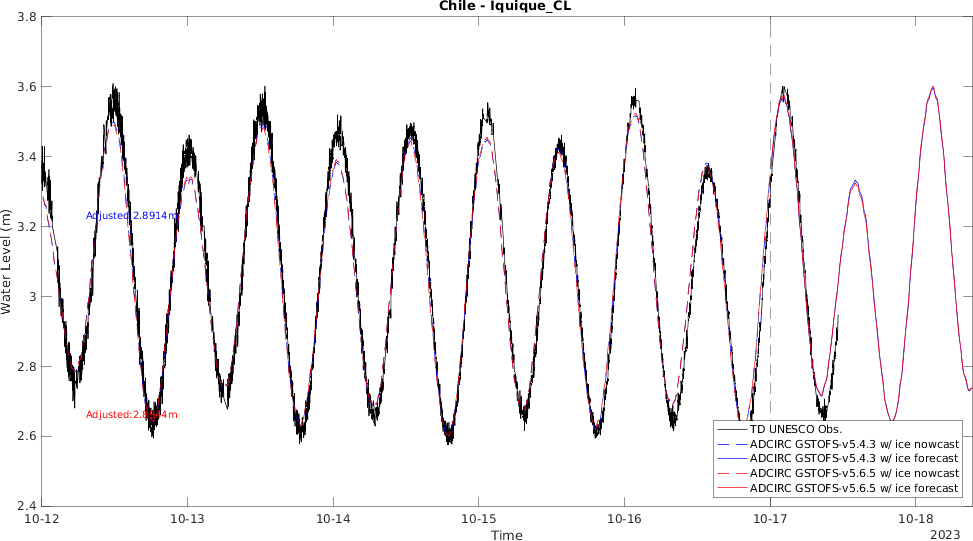 Chile - Iquique_CL
3.8
3.6
3.4
3.2
3
2.8
2.6
2.4
Water Level (m)
Adjusted:2.8914m
TD UNESCO Obs.
ADCIRC GSTOFS-v5.4.3 w/ ice nowcast
ADCIRC GSTOFS-v5.4.3 w/ ice forecast
ADCIRC GSTOFS-v5.6.5 w/ ice nowcast
ADCIRC GSTOFS-v5.6.5 w/ ice forecast
10-12
10-13
10-14
10-15
10-16
10-17
10-18
Time
2023